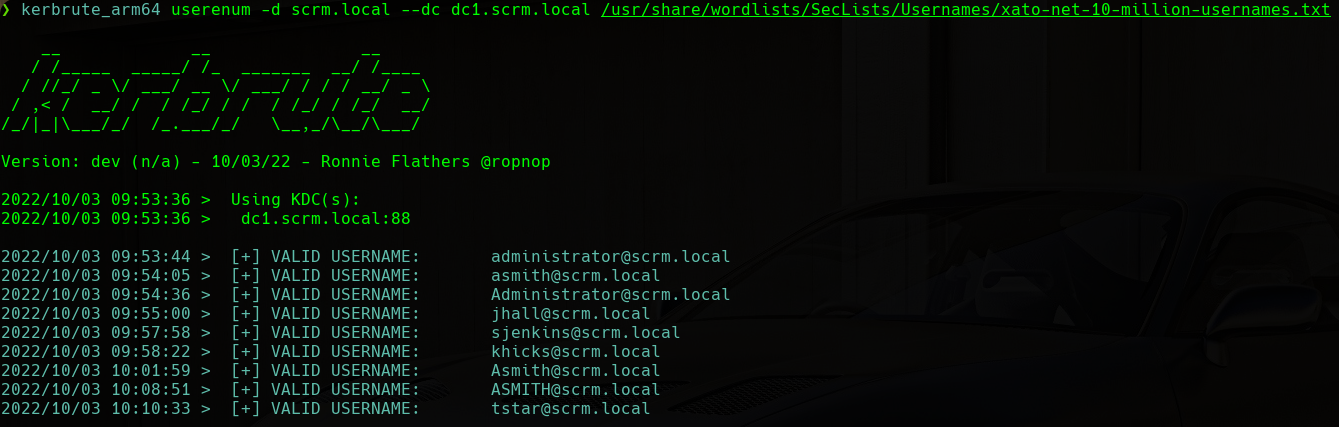 ❯ kerbrute_arm64 userenum -d scrm.local --dc dc1.scrm.local /usr/share/wordlists/SecLists/Usernames/xato-net-10-million-usernames.txt
    __             __               __
   / /_____  _____/ /_  _______  __/ /____
  / //_/ _ \/ ___/ __ \/ ___/ / / / __/ _ \
 / ,< /  __/ /  / /_/ / /  / /_/ / /_/  __/
/_/|_|\___/_/  /_.___/_/   \__,_/\__/\___/
Version: dev (n/a) - 10/03/22 - Ronnie Flathers @ropnop
2022/10/03 09:53:36 >  Using KDC(s):
2022/10/03 09:53:36 >   dc1.scrm.local:88
2022/10/03 09:53:44 >  [+] VALID USERNAME:       administrator@scrm.local
2022/10/03 09:54:05 >  [+] VALID USERNAME:       asmith@scrm.local
2022/10/03 09:54:36 >  [+] VALID USERNAME:       Administrator@scrm.local
2022/10/03 09:55:00 >  [+] VALID USERNAME:       jhall@scrm.local
2022/10/03 09:57:58 >  [+] VALID USERNAME:       sjenkins@scrm.local
2022/10/03 09:58:22 >  [+] VALID USERNAME:       khicks@scrm.local
2022/10/03 10:01:59 >  [+] VALID USERNAME:       Asmith@scrm.local
2022/10/03 10:08:51 >  [+] VALID USERNAME:       ASMITH@scrm.local
2022/10/03 10:10:33 >  [+] VALID USERNAME:       tstar@scrm.local